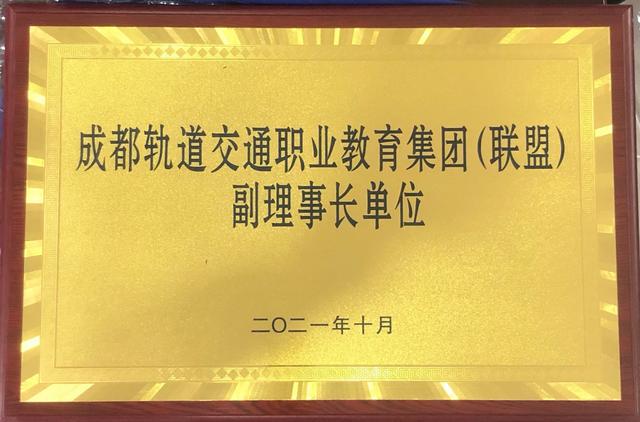 成都轨道交通职业教育集团(联盟)
副理事长单位
二〇二一年十月